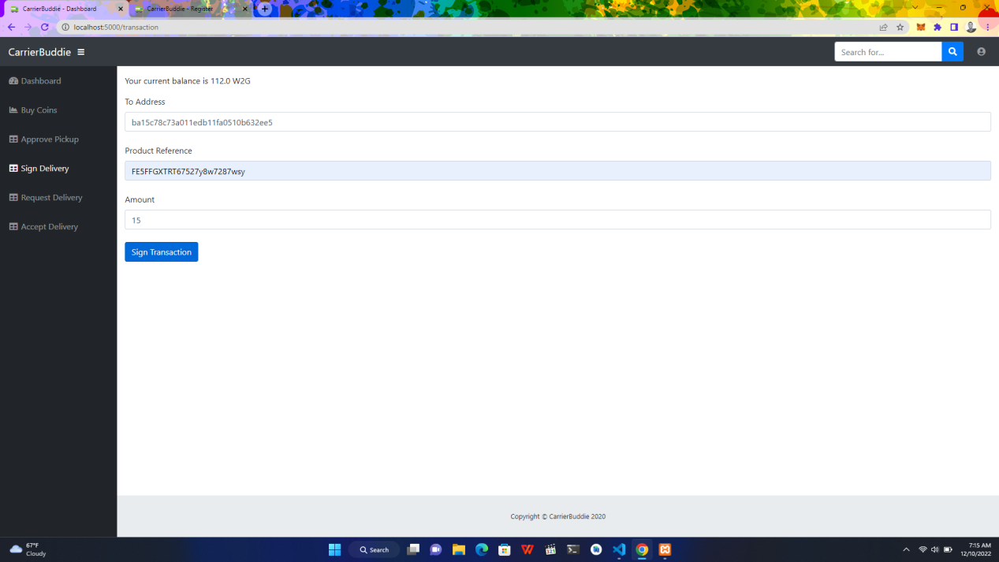 CarrierBuddie - Dashboard
CarrierBuddie - Register
localhost:5000/transaction
CarrierBuddie
Search for...
Dashboard
Buy Coins
Approve Pickup
Sign Delivery
Request Delivery
Accept Delivery
Your current balance is 112.0 W2G
To Address
ba15c78c73a011edb11fa0510b632ee5
Product Reference
FE5FFGXTRT67527y8w7287wsy
Amount
15
Sign Transaction
Copyright © CarrierBuddie 2020
67°F
Cloudy
Search
7:15 AM
12/10/2022